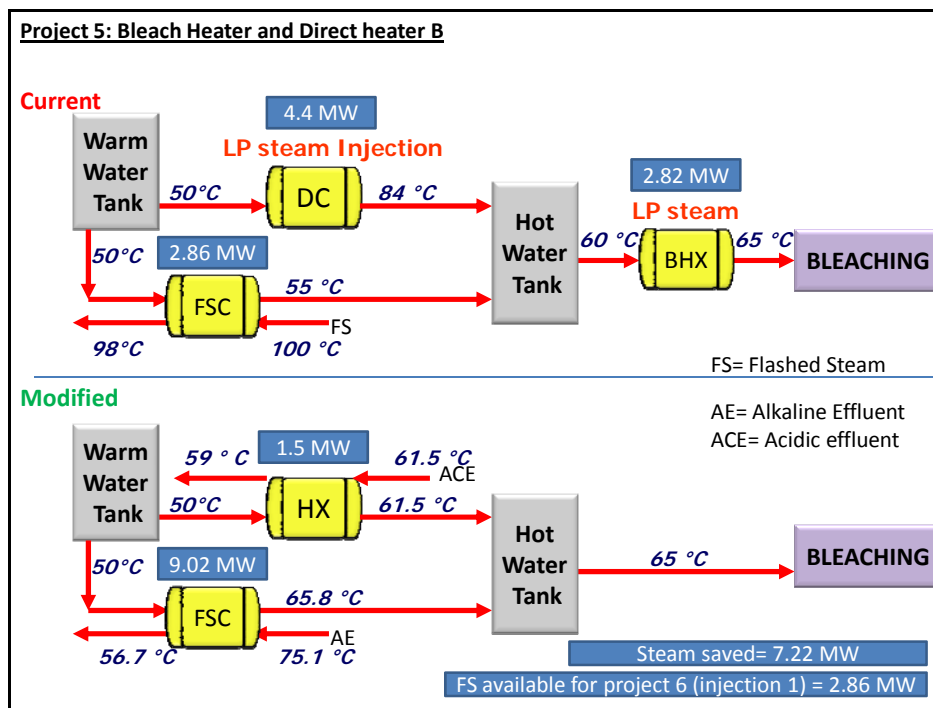 Project 5: Bleach Heater and Direct heater B
Current
4.4 MW
LP steam Injection
Warm
Water
Tank
50°C
DC
84 °C
Hot
Water
Tank
2.82 MW
LP steam
60 °C
BHX
65 °C
BLEACHING
50°C
2.86 MW
FSC
55 °C
FS
98°C
100 °C
FS= Flashed Steam
Modified
AE= Alkaline Effluent
ACE= Acidic effluent
Warm
Water
Tank
59 ° C
1.5 MW
61.5 °C
ACE
50°C
HX
61.5 °C
Hot
Water
Tank
65 °C
BLEACHING
50°C
9.02 MW
FSC
65.8 °C
AE
56.7 °C
75.1 °C
Steam saved= 7.22 MW
FS available for project 6 (injection 1) = 2.86 MW